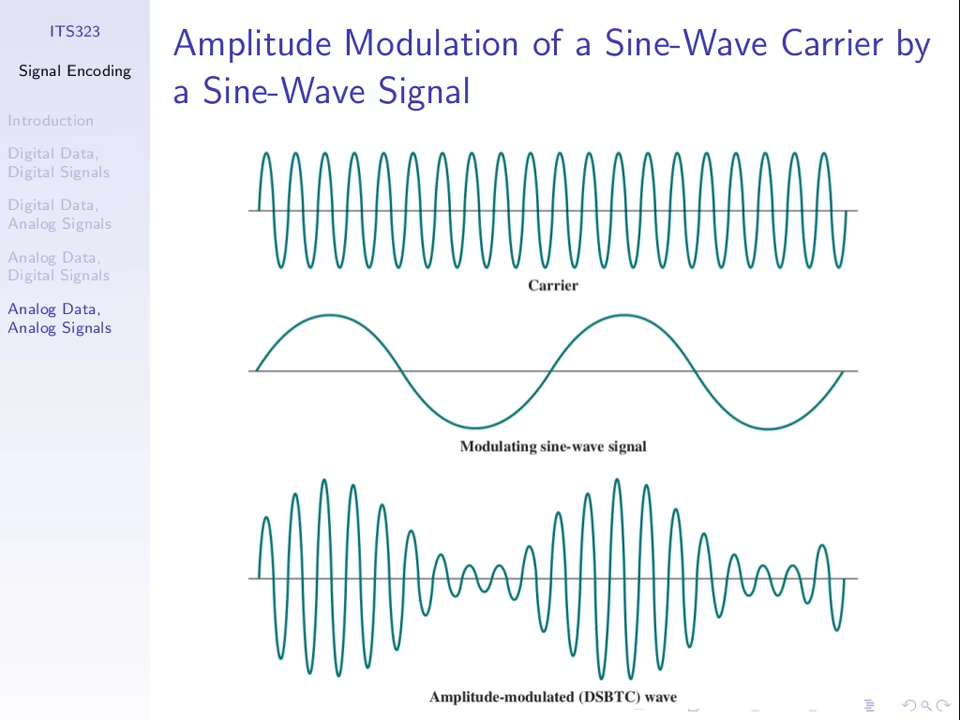 ITS323
Signal Encoding
Introduction
Digital Data,
Digital Signals
Digital Data,
Analog Signals
Analog Data,
Digital Signals
Analog Data,
Analog Signals
Amplitude Modulation of a Sine-Wave Carrier by
a Sine-Wave Signal
Carrier
Modulating sine-wave signal
Amplitude-modulated (DSBTC) wave